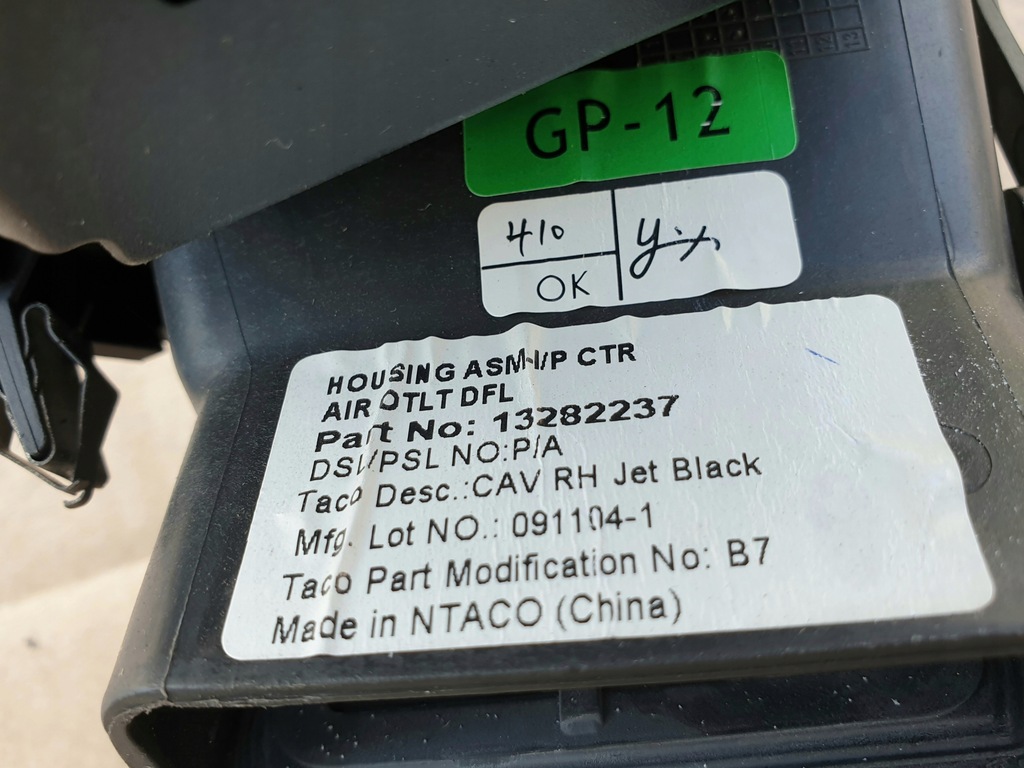 GP-12
410
OK
HOUSING ASM-I/P CTR
AIR OTLT DFL
Part No: 13282237
DSL/PSL NO:P/A
Taco Desc.:CAV RH Jet Black
Mfg. Lot NO.: 091104-1
Taco Part Modification No: B7
Made in NTACO (China)